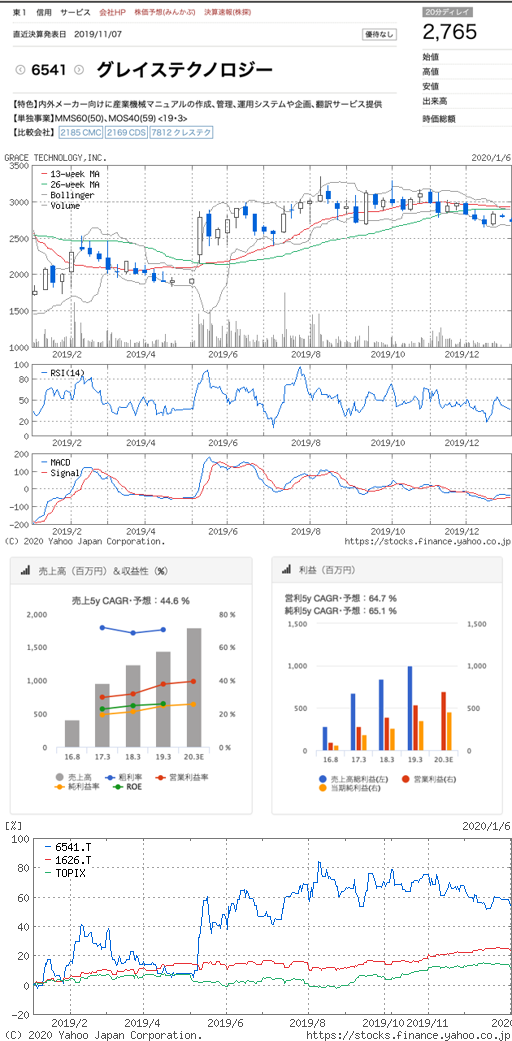 東1 信用 サービス 会社HP 株価予想(みんかぶ) 決算速報(株探)
20分ディレイ
直近決算発表日 2019/11/07 優待なし
2,765
6541 グレイステクノロジー
始値
高値
安値
出来高
時価総額
【特色】内外メーカー向けに産業機械マニュアルの作成、管理、運用システムや企画、翻訳サービス提供
【単独事業】MMS60(50)、MOS40(59) <19・3>
【比較会社】 2185 CMC 2169 CDS 7812 クレステク
GRACE TECHNOLOGY,INC. 2020/1/6
3500
3000
2500
2000
1500
1000
13-week MA
26-week MA
Bollinger
Volume
2019/2 2019/4 2019/6 2019/8 2019/10 2019/12
100
80
60
40
20
0
RSI(14)
2019/2 2019/4 2019/6 2019/8 2019/10 2019/12
200
100
0
-100
-200
MACD
Signal
2019/2 2019/4 2019/6 2019/8 2019/10 2019/12
(C) 2020 Yahoo Japan Corporation. https://stocks.finance.yahoo.co.jp
売上高（百万円）＆収益性（%）
売上5y CAGR・予想：44.6 %
2,000 80 %
1,500 60 %
1,000 40 %
500 20 %
0 0 %
16.8 17.3 18.3 19.3 20.3E
売上高 粗利率 営業利益率
純利益率 ROE
利益（百万円）
営利5y CAGR・予想：64.7 %
純利5y CAGR・予想：65.1 %
1,500 1,500
1,000 1,000
500 500
0 0
16.8 17.3 18.3 19.3 20.3E
売上高総利益(左) 営業利益(右)
当期純利益(右)
[%] 2020/1/6
100
80
60
40
20
0
-20
6541.T
1626.T
TOPIX
2019/2 2019/4 2019/6 2019/8 2019/10 2019/11 2020
(C) 2020 Yahoo Japan Corporation. https://stocks.finance.yahoo.co.jp